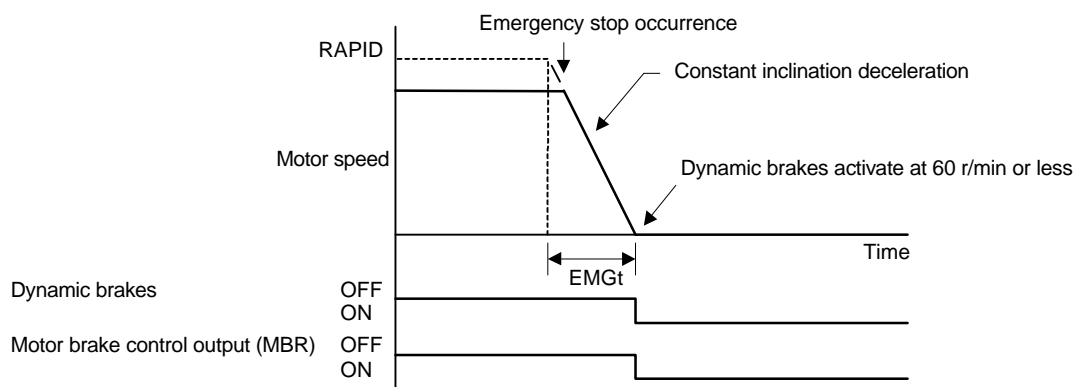 Emergency stop occurrence
RAPID
Constant inclination deceleration
Motor speed
Dynamic brakes activate at 60 r/min or less
Time
EMGt
Dynamic brakes OFF
ON
Motor brake control output (MBR) OFF
ON